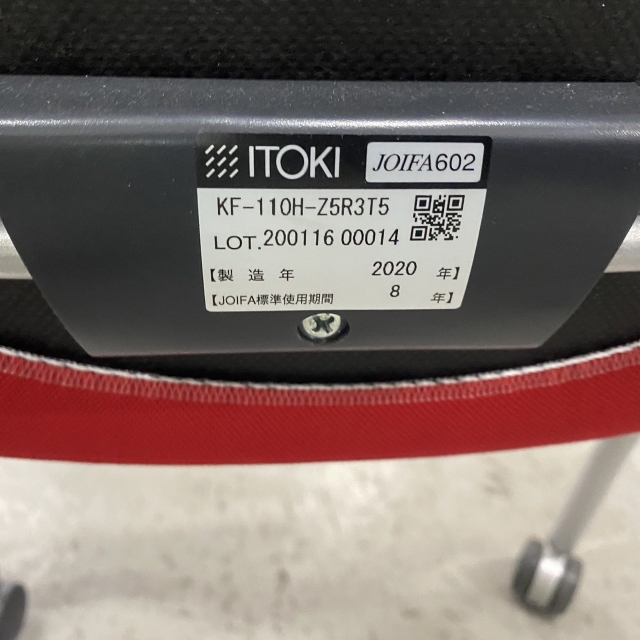 ITOKI JOIFA602
KF-110H-Z5R3T5
LOT.200116 00014
【製 造 年 2020 年】
【JOIFA標準使用期間 8 年】